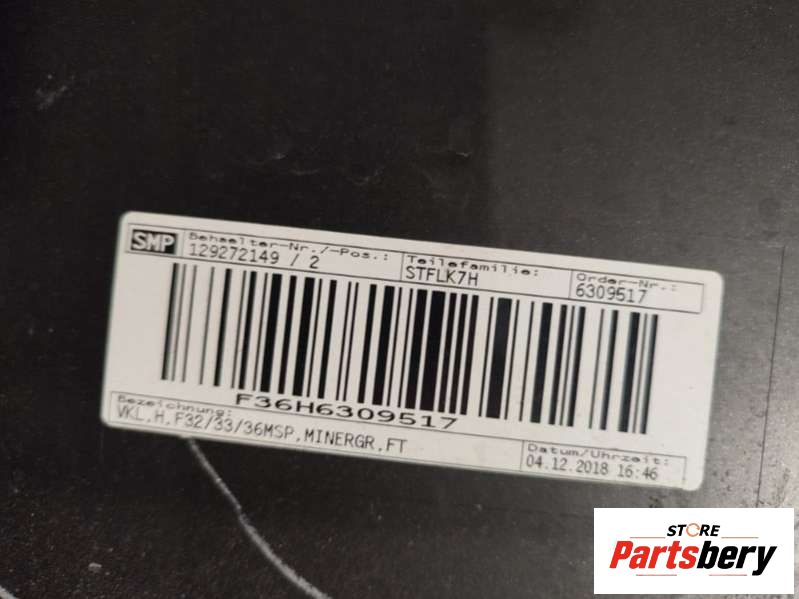 SMP
Behaelter-Nr./-Pos.:
129272149 / 2
Teilefamilie:
STFLK7H
Order-Nr.:
6309517
F36H6309517
Bezeichnung:
VKL.H.F32/33/36MSP,MINERGR,FT
Datum/Uhrzeit:
04.12.2018 16:46
STORE
Partsbery